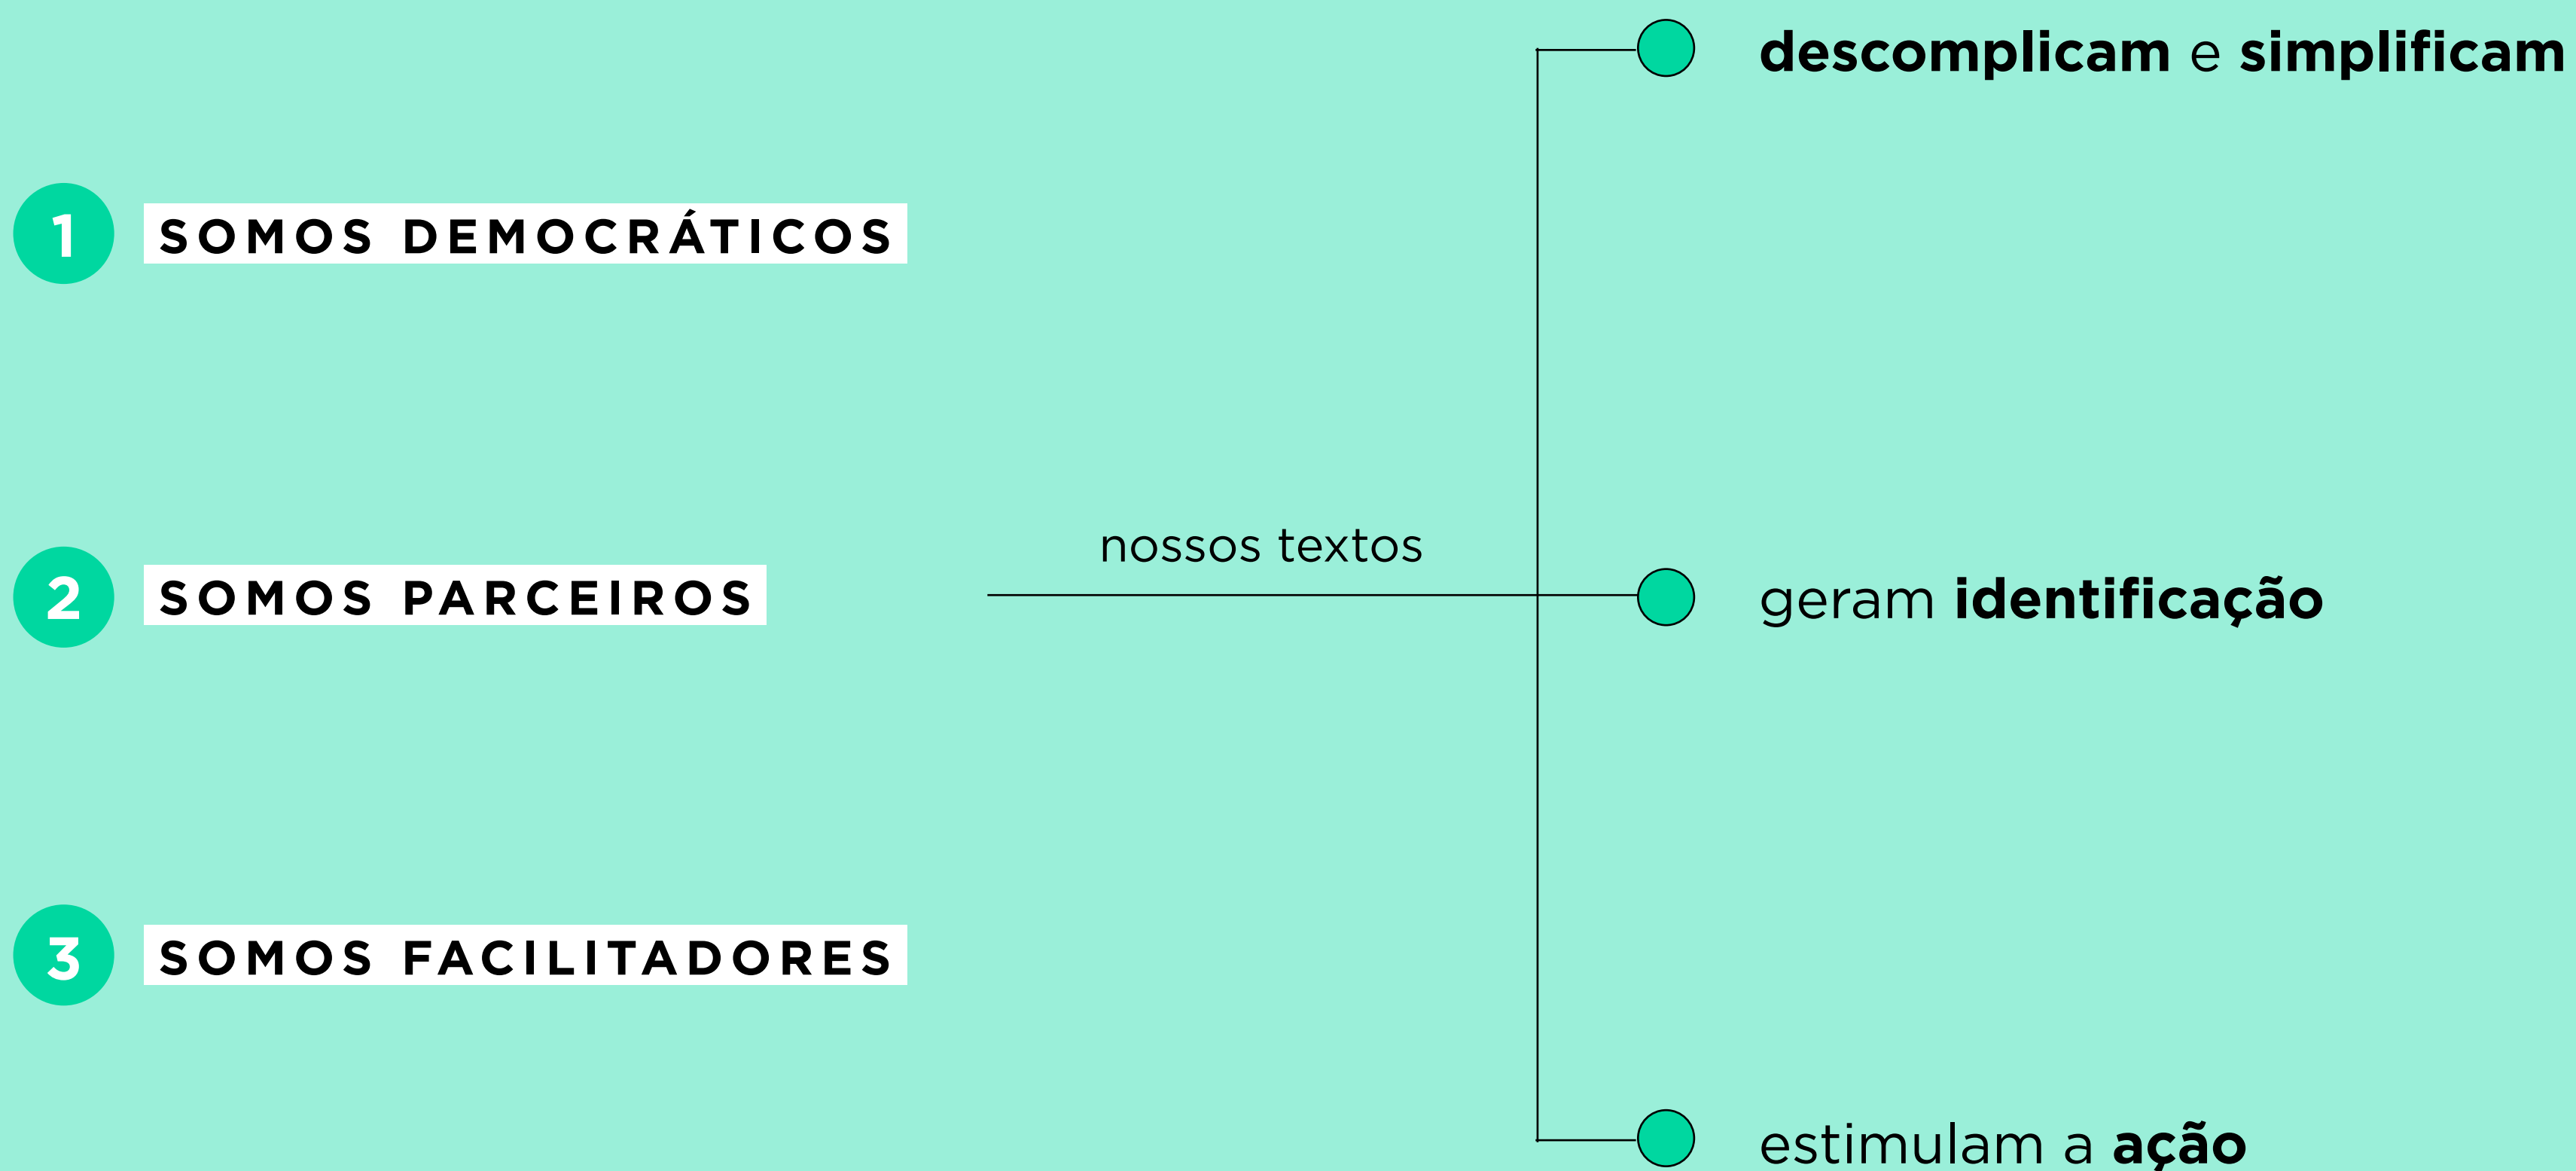 1 SOMOS DEMOCRÁTICOS
2 SOMOS PARCEIROS
3 SOMOS FACILITADORES
nossos textos
descomplicam e simplificam
geram identificação
estimulam a ação